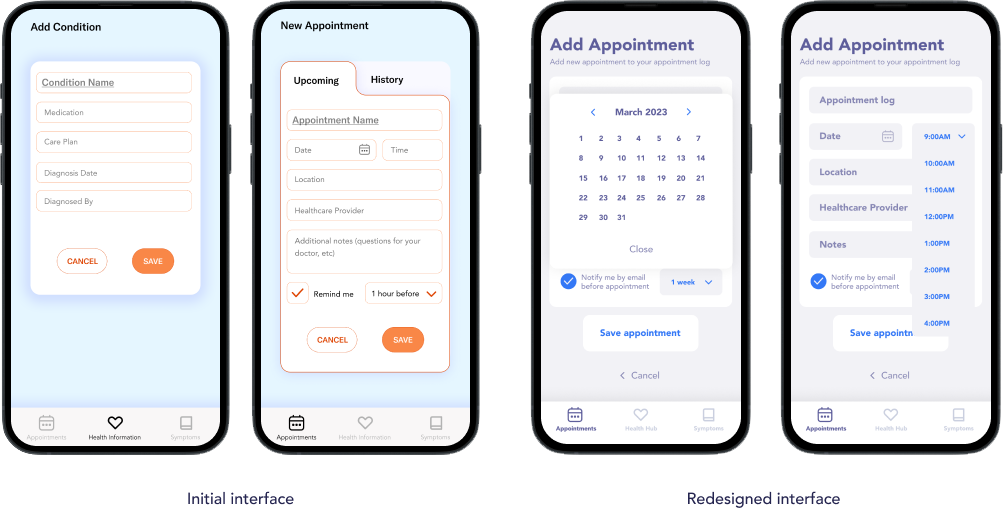 Add Condition
Condition Name
Medication
Care Plan
Diagnosis Date
Diagnosed By
CANCEL SAVE
Appointments Health Information Symptoms
New Appointment
Upcoming History
Appointment Name
Date Time
Location
Healthcare Provider
Additional notes (questions for your
doctor, etc)
Remind me 1 hour before
CANCEL SAVE
Appointments Health Information Symptoms
Initial interface
Add Appointment
Add new appointment to your appointment log
March 2023
1 2 3 4 5 6 7
8 9 10 11 12 13 14
15 16 17 18 19 20 21
22 23 24 25 26 27 28
29 30 31
Close
Notify me by email
before appointment
1 week
Save appointment
Cancel
Appointments Health Hub Symptoms
Add Appointment
Add new appointment to your appointment log
Appointment log
Date
9:00AM
10:00AM
Location
11:00AM
Healthcare Provider
12:00PM
Notes
1:00PM
2:00PM
Notify me by email
before appointment
3:00PM
4:00PM
Save appointn
Cancel
Appointments Health Hub Symptoms
Redesigned interface